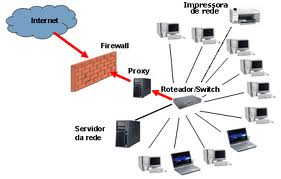 Internet
Impressora
de rede
Firewall
Proxy
Roteador/Switch
Servidor
da rede